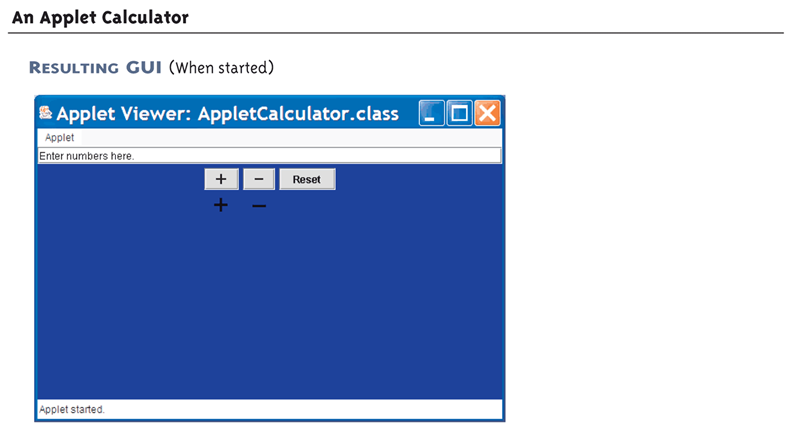 An Applet Calculator
RESULTING GUI (When started)
Applet Viewer: AppletCalculator.class
Applet
Enter numbers here.
+ − Reset
+ −
Applet started.